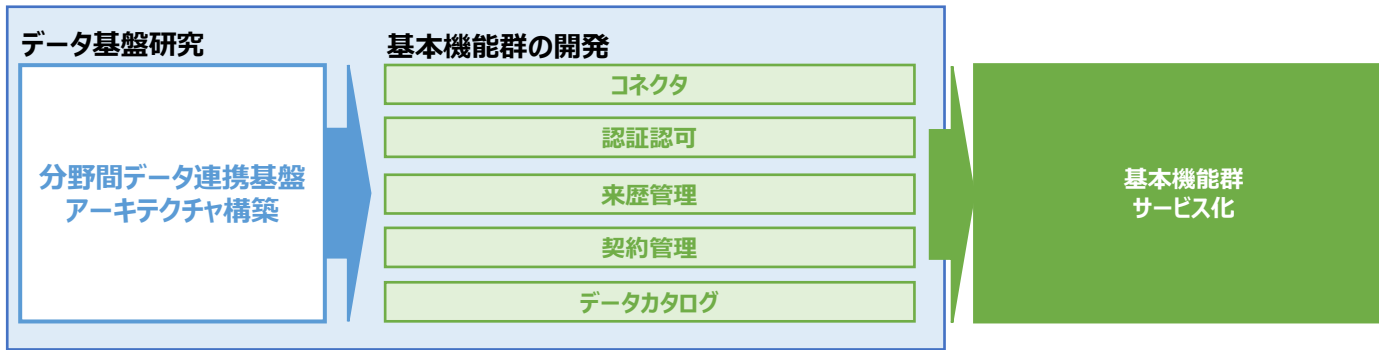 データ基盤研究
分野間データ連携基盤
アーキテクチャ構築
基本機能群の開発
コネクタ
認証認可
来歴管理
契約管理
データカタログ
基本機能群
サービス化